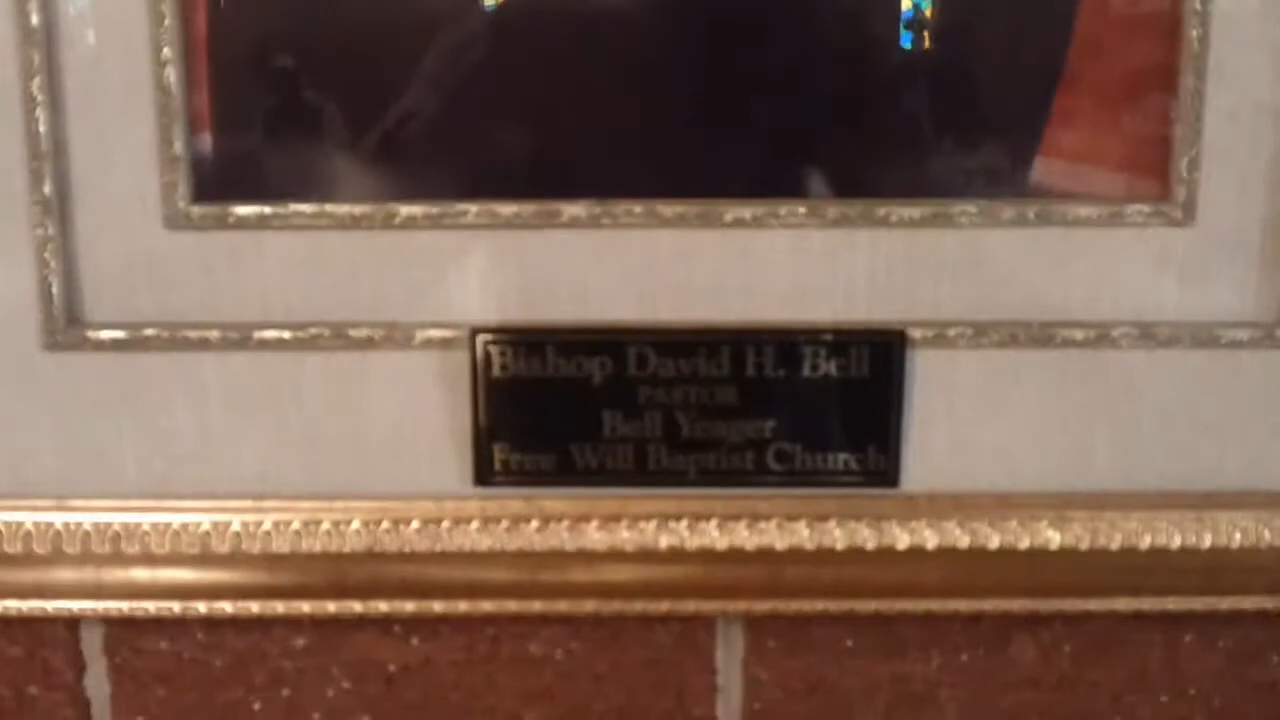 Bishop David H. Bell
PASTOR
Bell Yeager
Free Will Baptist Church